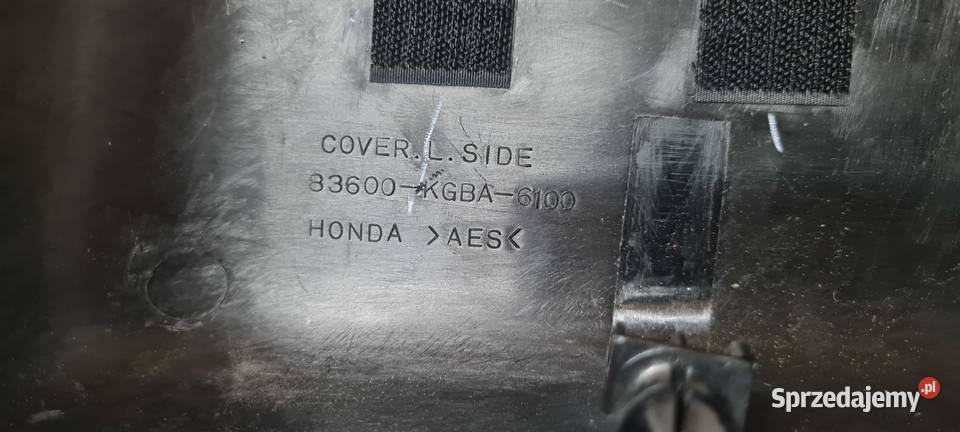 COVER.L.SIDE
83600-KGBA-6100
HONDA >AES<
Sprzedajemy.pl